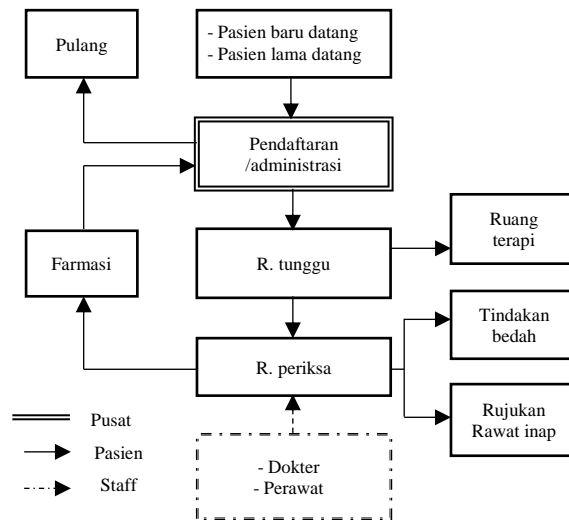 Pulang
- Pasien baru datang
- Pasien lama datang
Pendaftaran
/administrasi
Ruang
terapi
Farmasi
R. tunggu
Tindakan
bedah
R. periksa
Rujukan
Rawat inap
Pusat
Pasien
Staff
- Dokter
- Perawat